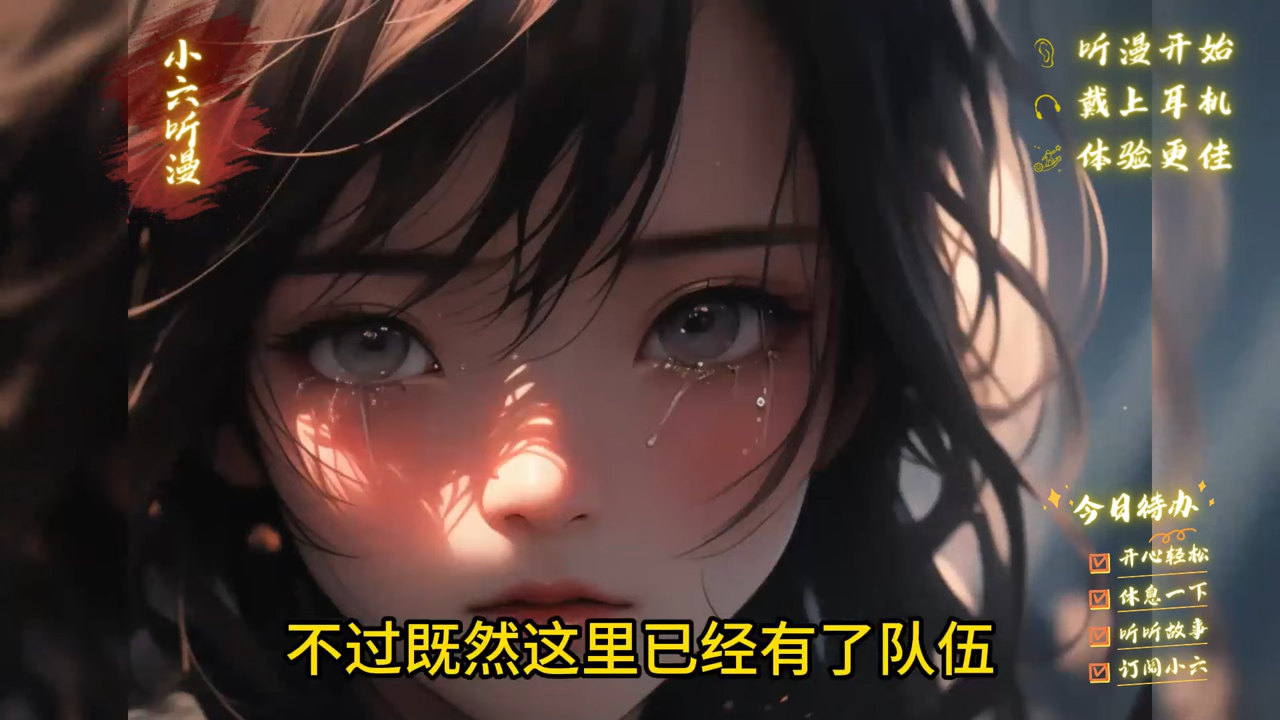 小六听漫
听漫开始
戴上耳机
体验更佳
今日待办
开心轻松
休息一下
听听故事
订阅小六
不过既然这里已经有了队伍